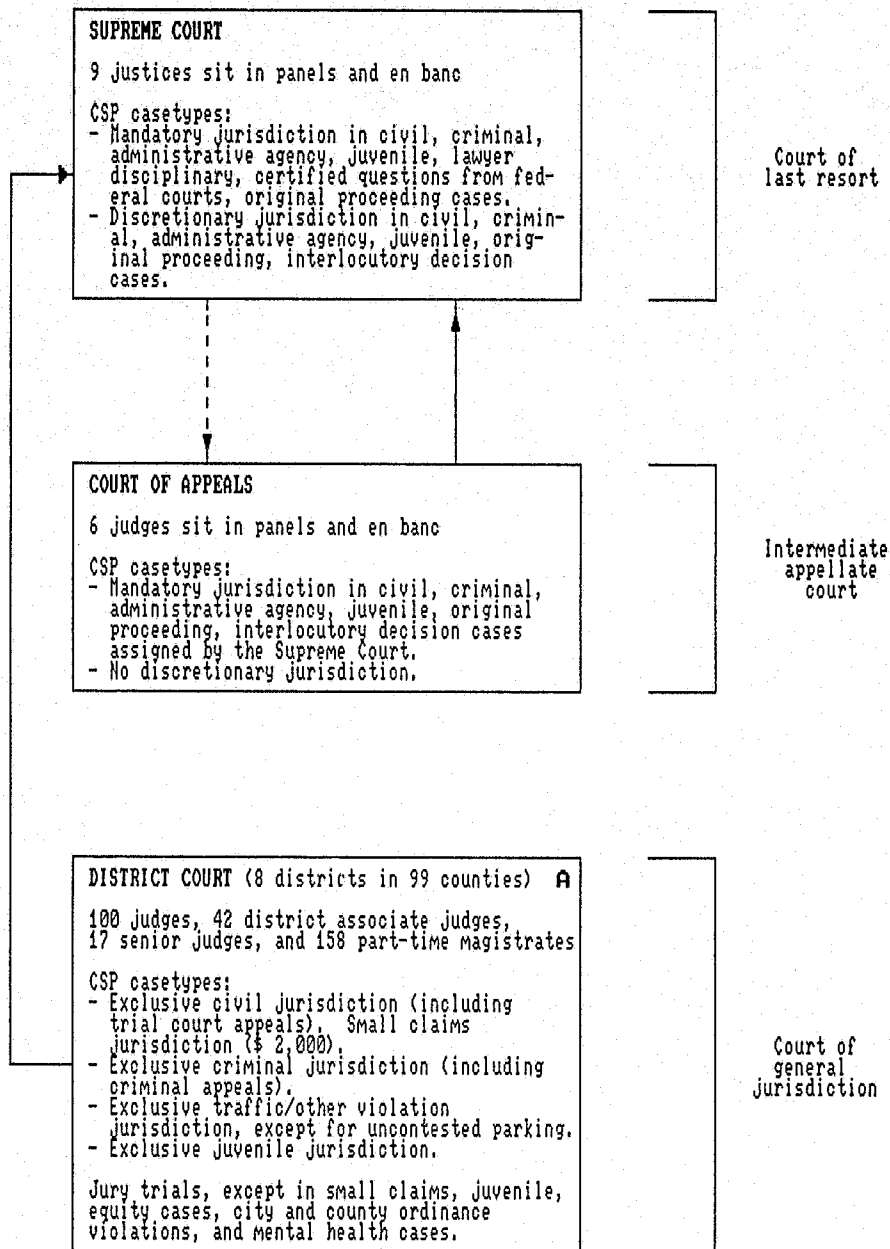 SUPREME COURT
9 justices sit in panels and en banc
CSP casetypes:
- Mandatory jurisdiction in civil, criminal,
administrative agency, juvenile, lawyer
disciplinary, certified questions from fed-
eral courts, original proceeding cases.
- Discretionary jurisdiction in civil, crimin-
al, administrative agency, juvenile, orig-
inal proceeding, interlocutory decision
cases.
Court of
last resort
COURT OF APPEALS
6 judges sit in panels and en banc
CSP casetypes:
- Mandatory jurisdiction in civil, criminal,
administrative agency, juvenile, original
proceeding, interlocutory decision cases
assigned by the Supreme Court.
- No discretionary jurisdiction.
Intermediate
appellate
court
DISTRICT COURT (8 districts in 99 counties) A
100 judges, 42 district associate judges,
17 senior judges, and 158 part-time magistrates
CSP casetypes:
- Exclusive civil jurisdiction (including
trial court appeals). Small claims
jurisdiction ($ 2,000).
- Exclusive criminal jurisdiction (including
criminal appeals).
- Exclusive traffic/other violation
jurisdiction, except for uncontested parking.
- Exclusive juvenile jurisdiction.
Jury trials, except in small claims, juvenile,
equity cases, city and county ordinance
violations, and mental health cases.
Court of
general
jurisdiction